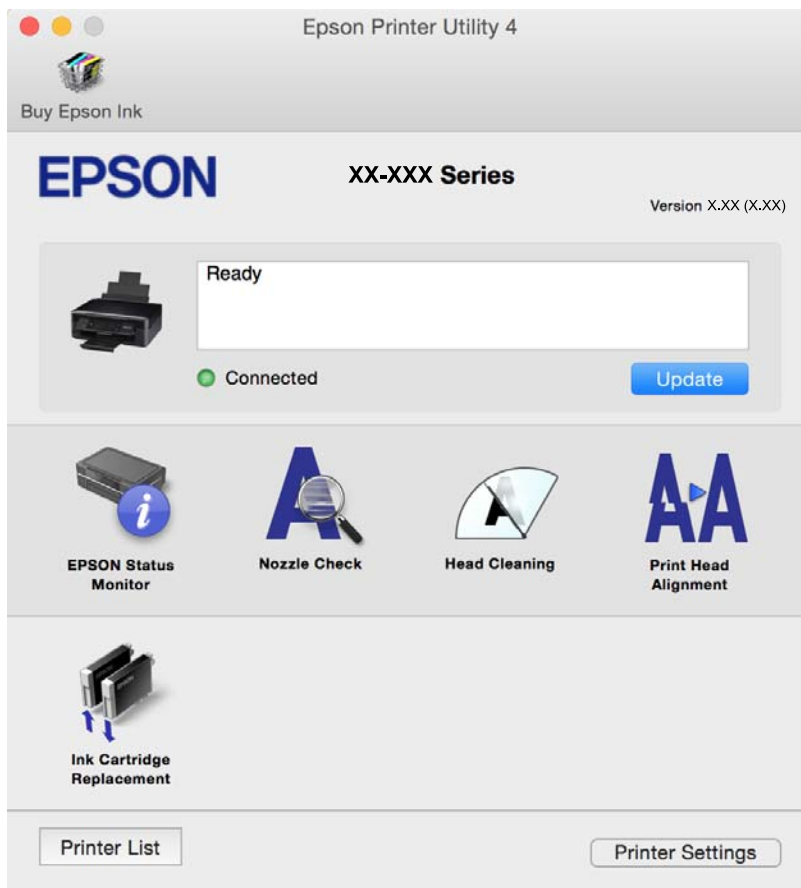 Epson Printer Utility 4
Buy Epson Ink
EPSON
XX-XXX Series
Version X.XX (X.XX)
Ready
Connected
Update
EPSON Status
Monitor
Nozzle Check
Head Cleaning
Print Head
Alignment
Ink Cartridge
Replacement
Printer List
Printer Settings